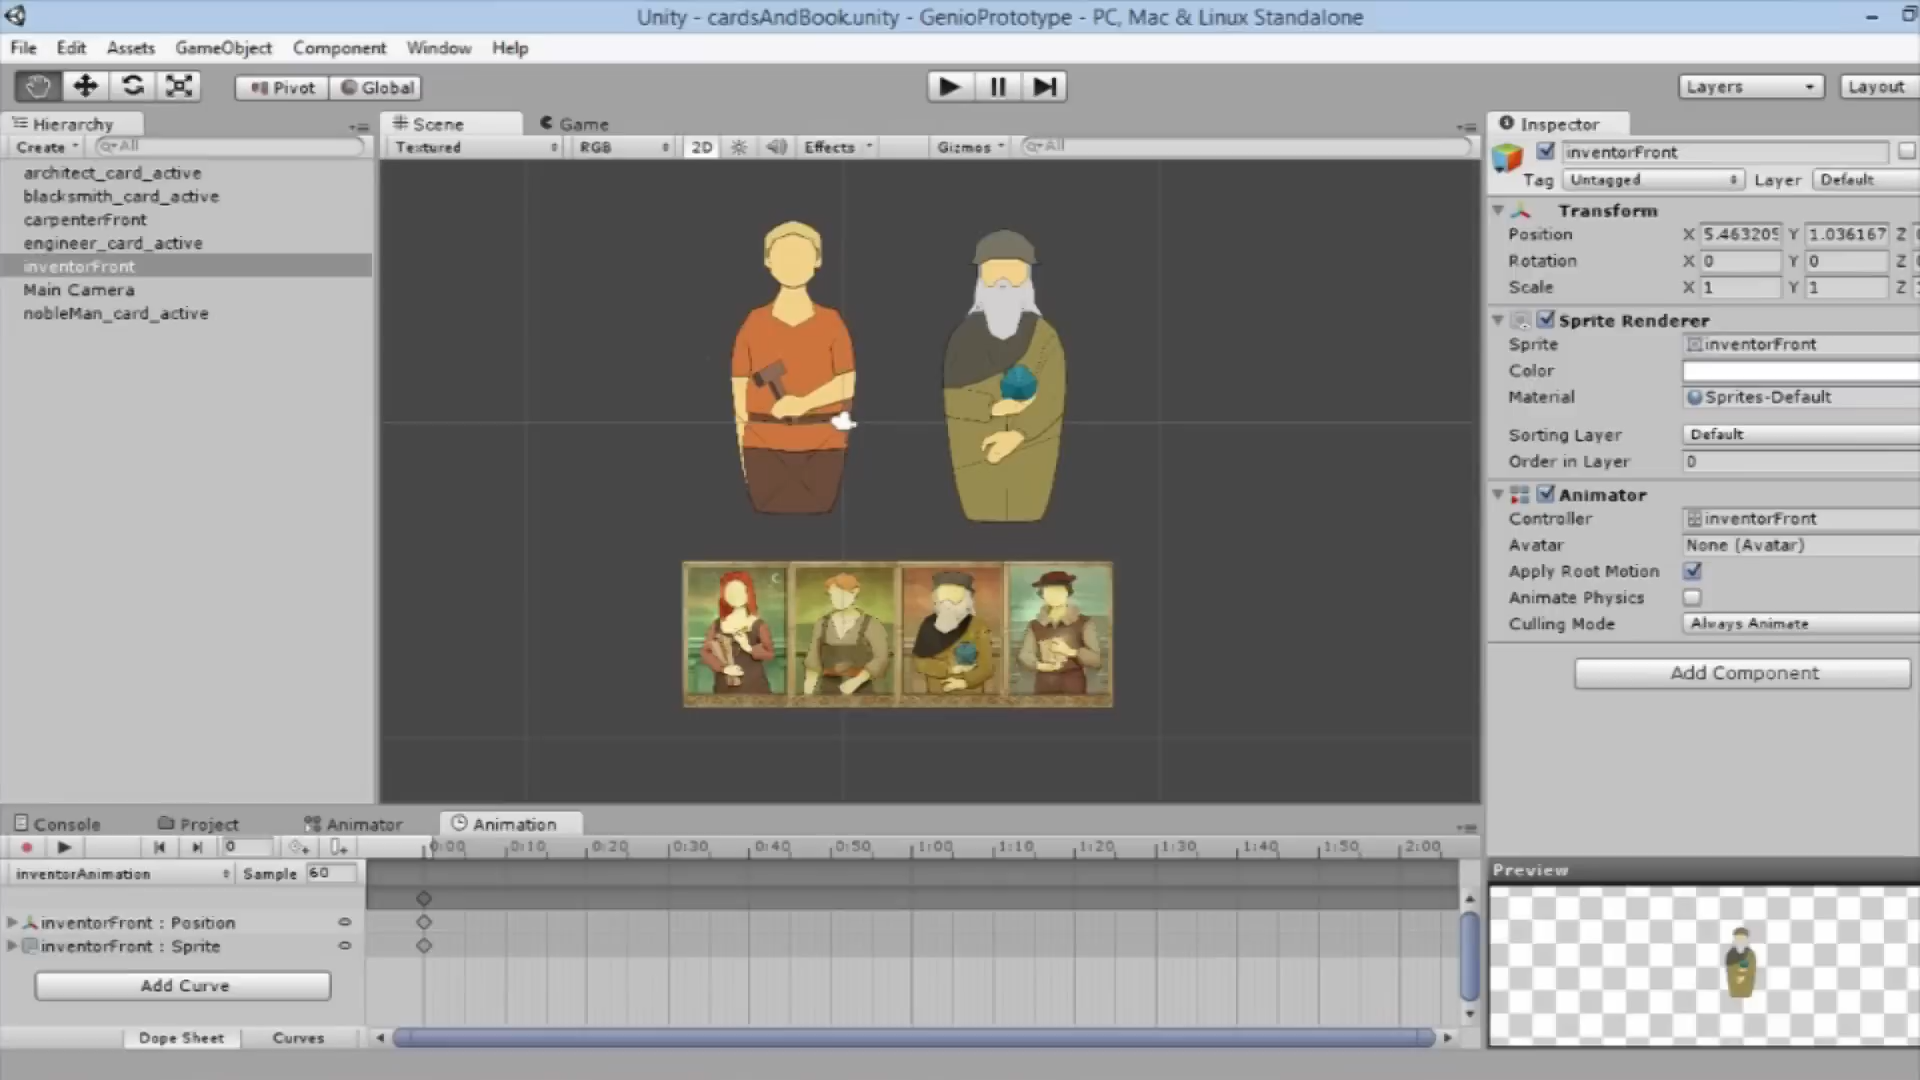 Unity - cardsAndBook.unity - GenioPrototype - PC, Mac & Linux Standalone
File Edit Assets GameObject Component Window Help
Pivot Global Layers Layout
Hierarchy
Create All
architect_card_active
blacksmith_card_active
carpenterFront
engineer_card_active
inventorFront
Main Camera
nobleMan_card_active
Scene Game
Textured RGB 2D Effects Gizmos All
Inspector
inventorFront
Tag Untagged Layer Default
Transform
Position X 5.463205 Y 1.036167 Z
Rotation X 0 Y 0 Z
Scale X 1 Y 1 Z
Sprite Renderer
Sprite inventorFront
Color
Material Sprites-Default
Sorting Layer Default
Order in Layer 0
Animator
Controller inventorFront
Avatar None (Avatar)
Apply Root Motion
Animate Physics
Culling Mode Always Animate
Add Component
Console Project Animator Animation
0 0:00 0:10 0:20 0:30 0:40 0:50 1:00 1:10 1:20 1:30 1:40 1:50 2:00
inventorAnimation Sample 60
inventorFront : Position
inventorFront : Sprite
Add Curve
Dope Sheet Curves
Preview